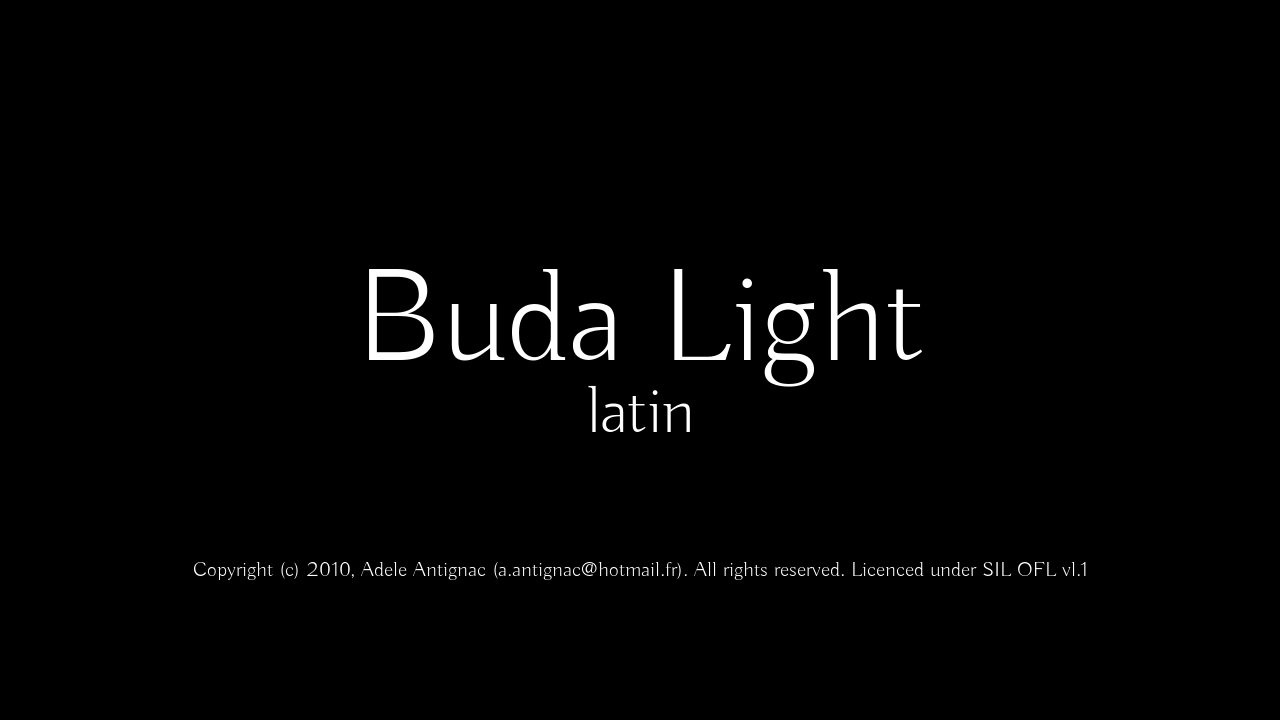 Buda Light
latin
Copyright (c) 2010, Adele Antignac (a.antignac@hotmail.fr). All rights reserved. Licenced under SIL OFL v1.1